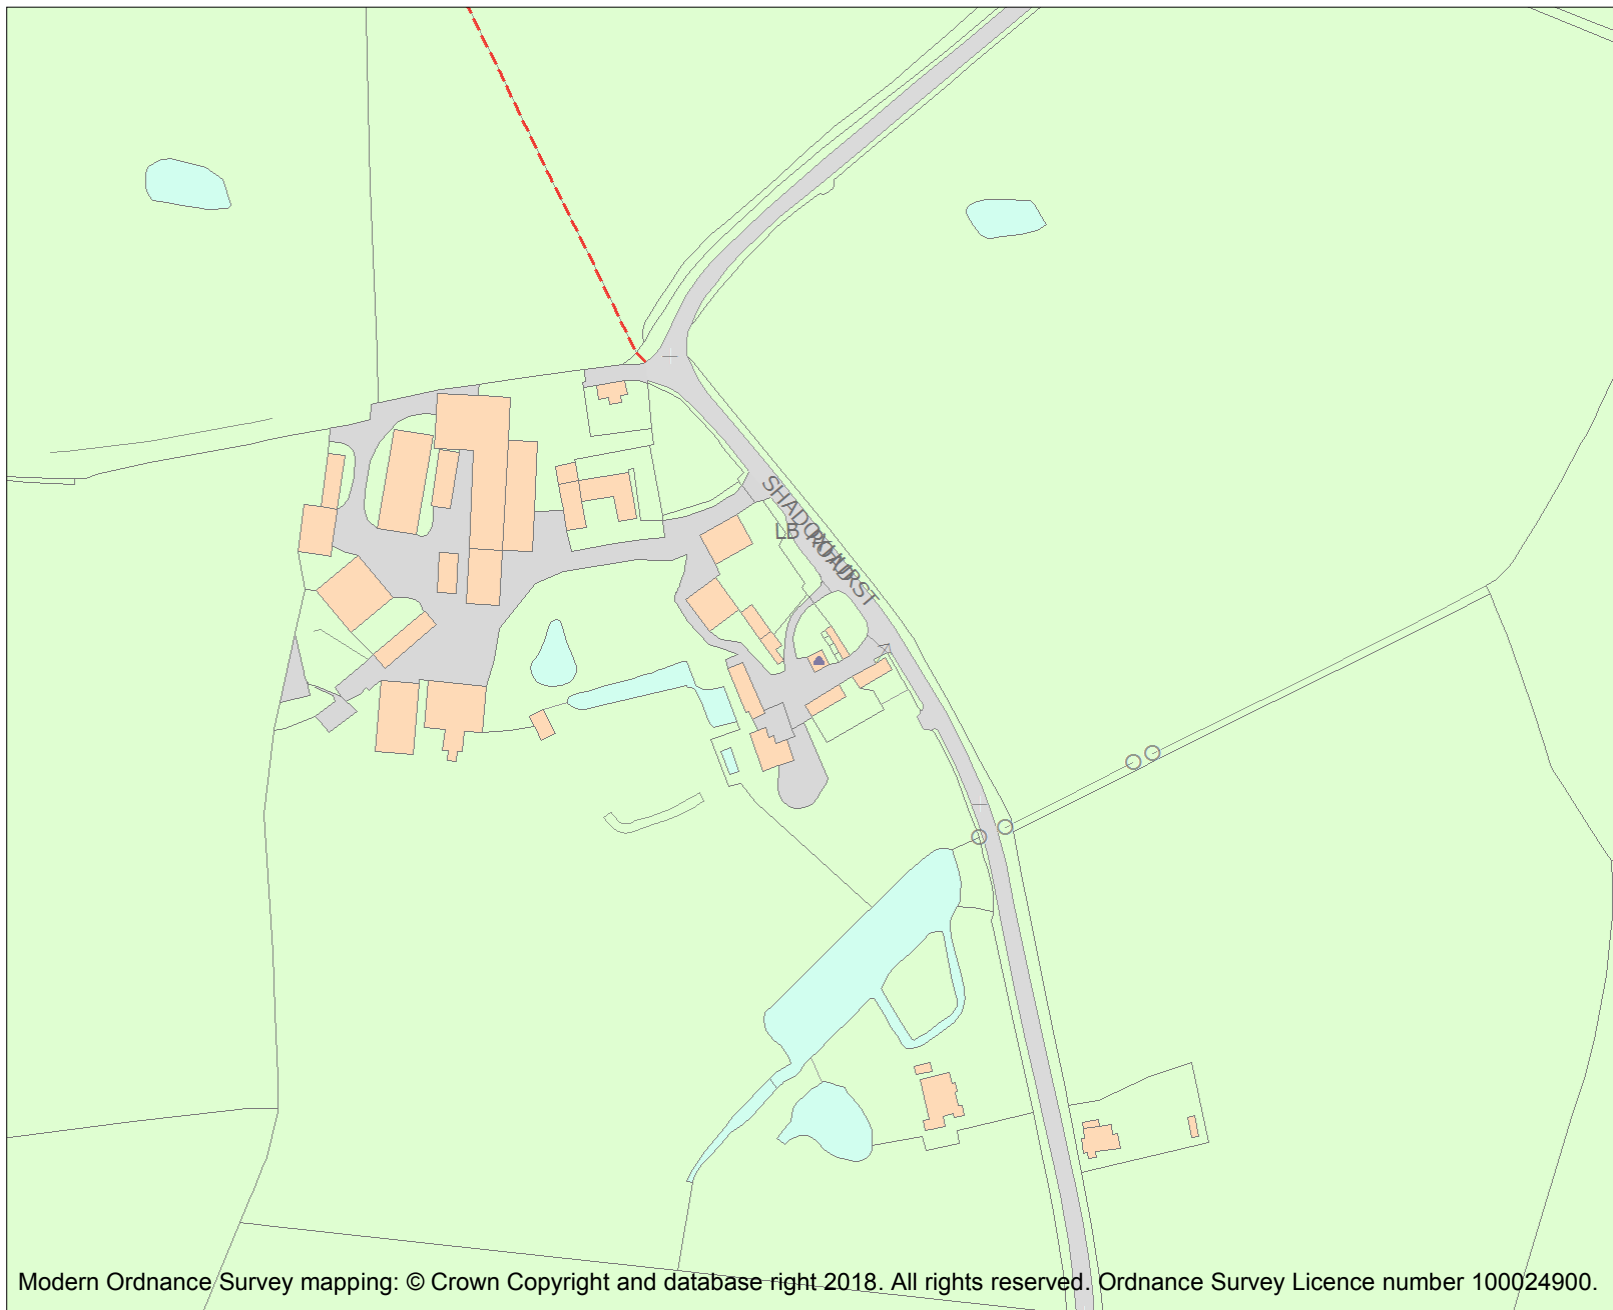 SHADOXHURST
ROAD
LB
Modern Ordnance Survey mapping: © Crown Copyright and database right 2018. All rights reserved. Ordnance Survey Licence number 100024900.